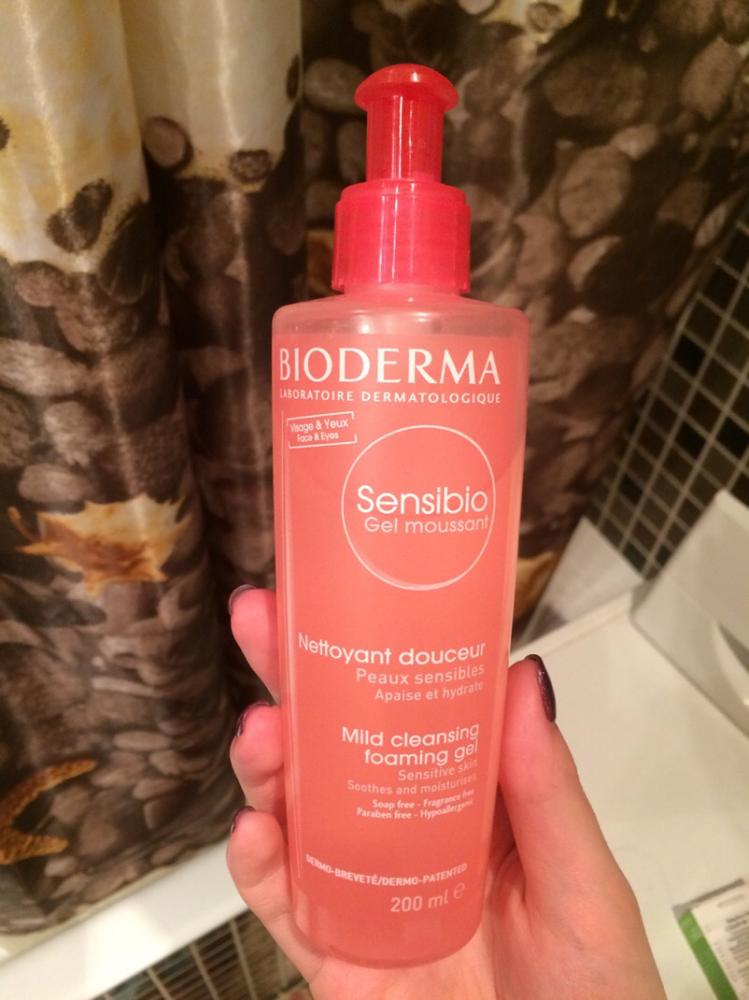 BIODERMA
LABORATOIRE DERMATOLOGIQUE
Visage & Yeux
Face & Eyes
Sensibio
Gel moussant
Nettoyant douceur
Peaux sensibles
Apaise et hydrate
Mild cleansing
foaming gel
Sensitive skin
Soothes and moisturises
Soap free - Fragrance free
Paraben free - Hypoallergenic
DERMO-BREVETÉ/DERMO-PATENTED
200 ml ℮